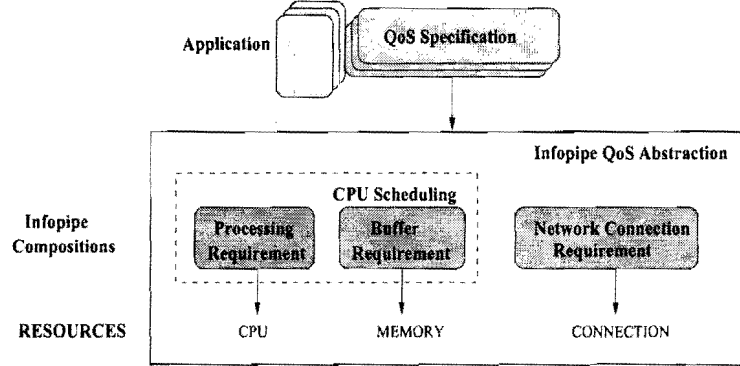 Application
QoS Specification
Infopipe QoS Abstraction
CPU Scheduling
Infopipe
Compositions
Processing
Requirement
Buffer
Requirement
Network Connection
Requirement
RESOURCES
CPU
MEMORY
CONNECTION